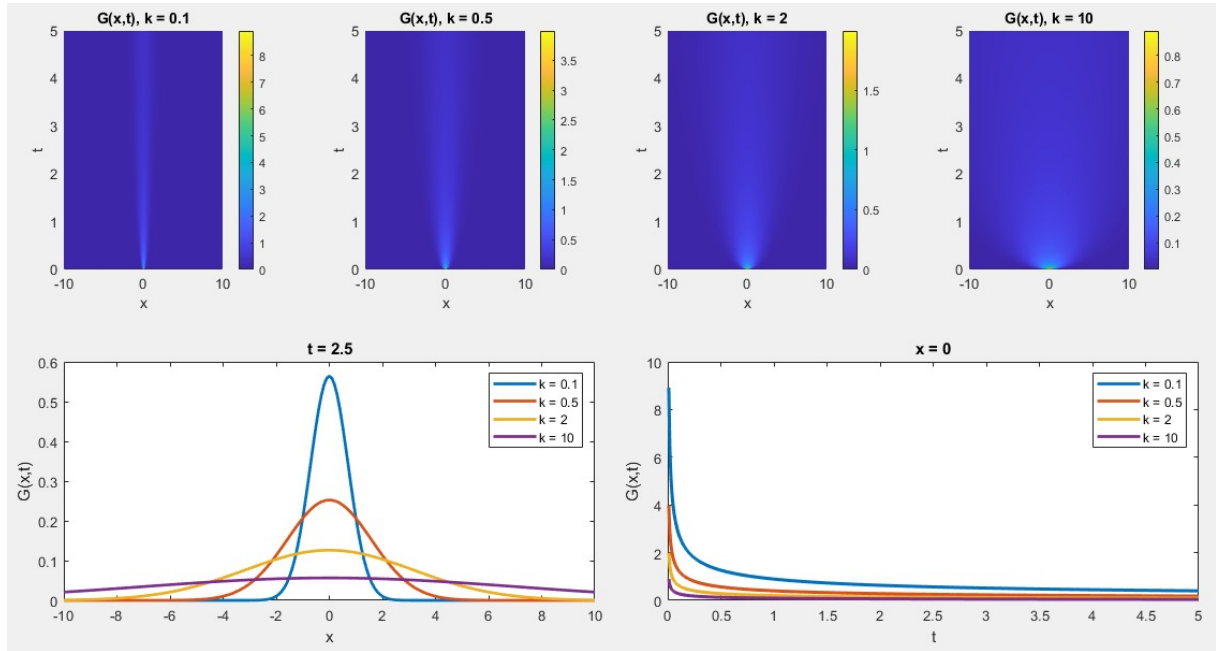 G(x,t), k = 0.1
5
4
3
2
1
0
t
-10 0 10
x
8
7
6
5
4
3
2
1
0
G(x,t), k = 0.5
5
4
3
2
1
0
t
-10 0 10
x
3.5
3
2.5
2
1.5
1
0.5
0
G(x,t), k = 2
5
4
3
2
1
0
t
-10 0 10
x
1.5
1
0.5
0
G(x,t), k = 10
5
4
3
2
1
0
t
-10 0 10
x
0.8
0.7
0.6
0.5
0.4
0.3
0.2
0.1
t = 2.5
0.6
0.5
0.4
0.3
0.2
0.1
0
G(x,t)
-10 -8 -6 -4 -2 0 2 4 6 8 10
x
k = 0.1
k = 0.5
k = 2
k = 10
x = 0
10
8
6
4
2
0
G(x,t)
0 0.5 1 1.5 2 2.5 3 3.5 4 4.5 5
t
k = 0.1
k = 0.5
k = 2
k = 10